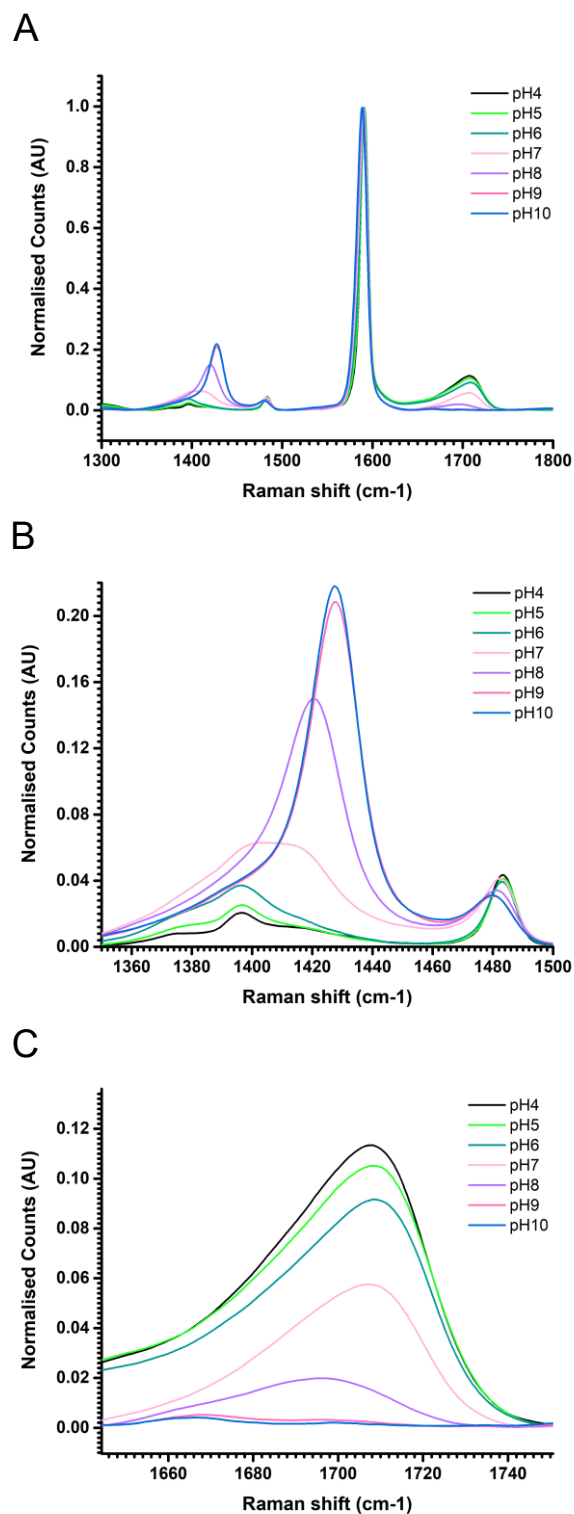 A
Normalised Counts (AU)
1.0
0.8
0.6
0.4
0.2
0.0
pH4
pH5
pH6
pH7
pH8
pH9
pH10
1300 1400 1500 1600 1700 1800
Raman shift (cm-1)
B
Normalised Counts (AU)
0.20
0.16
0.12
0.08
0.04
0.00
pH4
pH5
pH6
pH7
pH8
pH9
pH10
1360 1380 1400 1420 1440 1460 1480 1500
Raman shift (cm-1)
C
Normalised Counts (AU)
0.12
0.10
0.08
0.06
0.04
0.02
0.00
pH4
pH5
pH6
pH7
pH8
pH9
pH10
1660 1680 1700 1720 1740
Raman shift (cm-1)